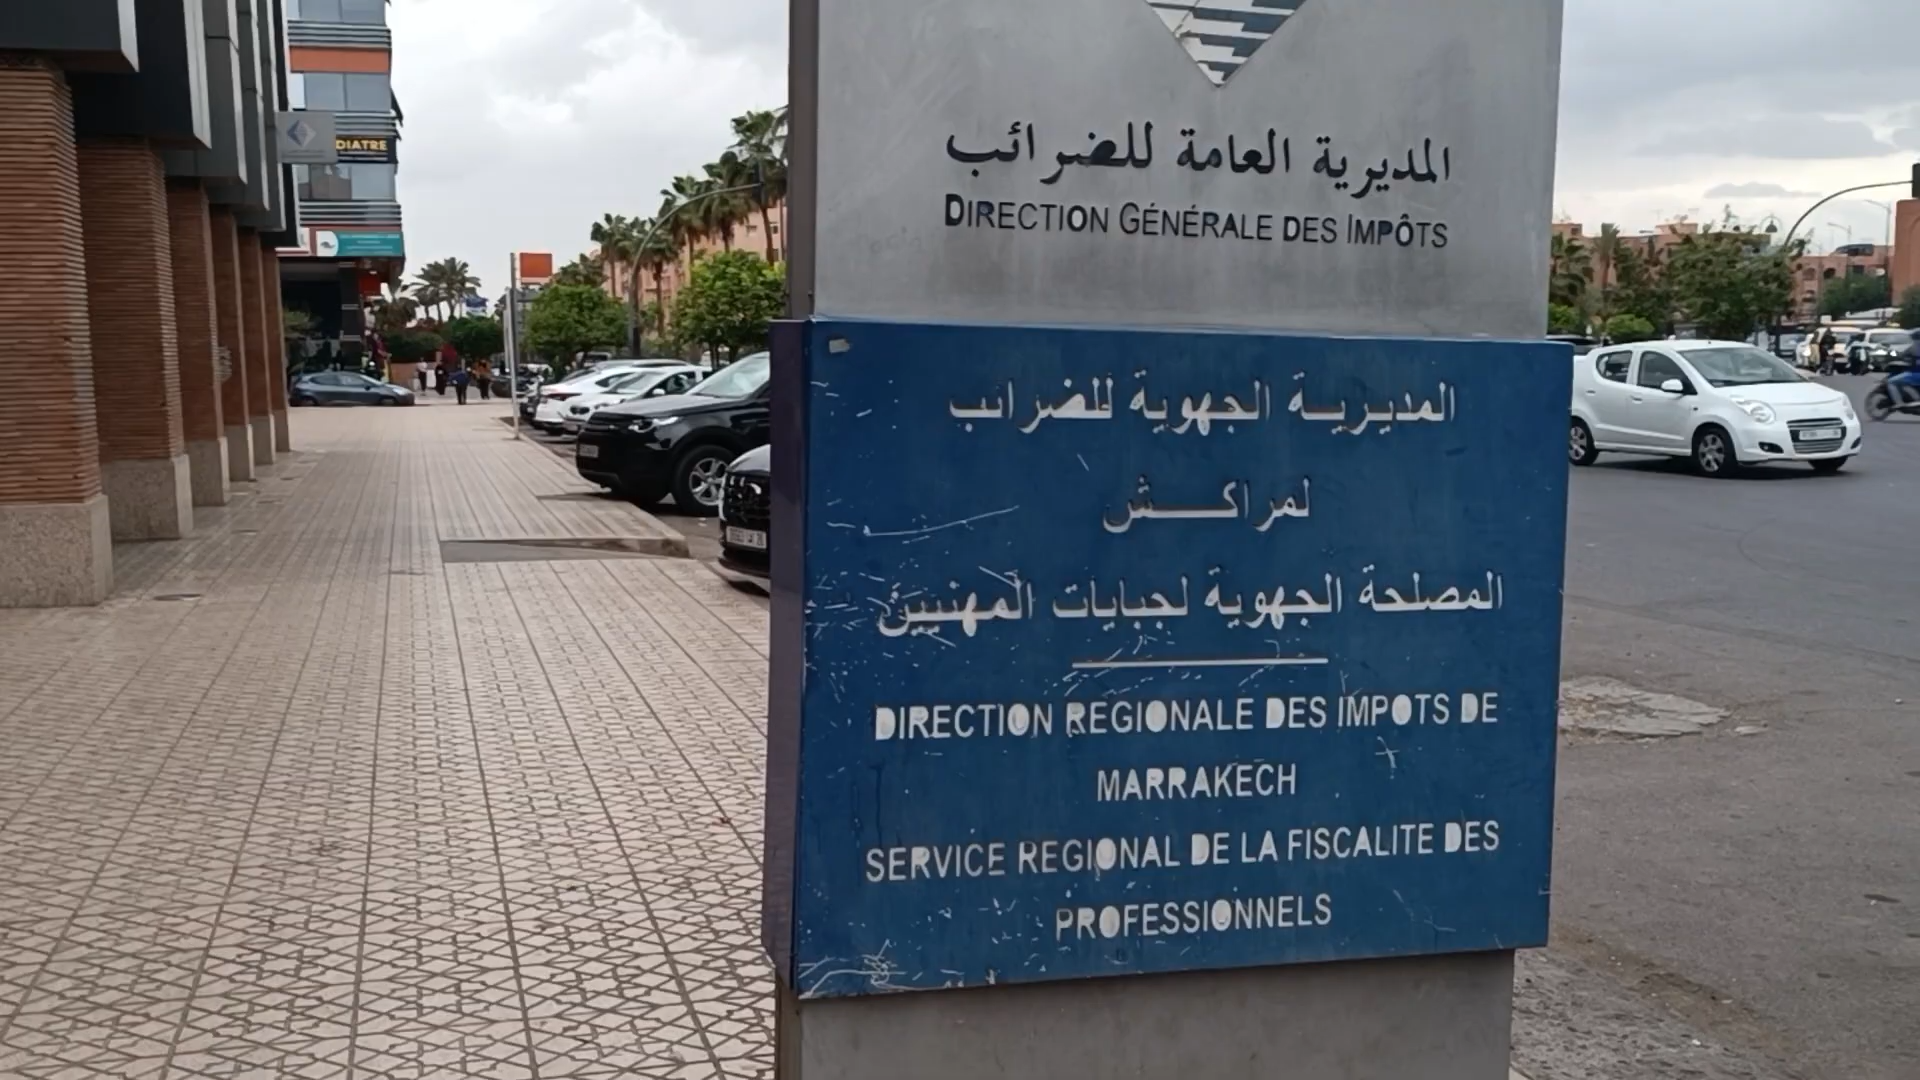 المديرية العامة للضرائب
DIRECTION GÉNÉRALE DES IMPÔTS
المديرية الجهوية للضرائب
لمراكش
المصلحة الجهوية لجبايات المهنيين
DIRECTION REGIONALE DES IMPOTS DE
MARRAKECH
SERVICE REGIONAL DE LA FISCALITE DES
PROFESSIONNELS
DIATRE